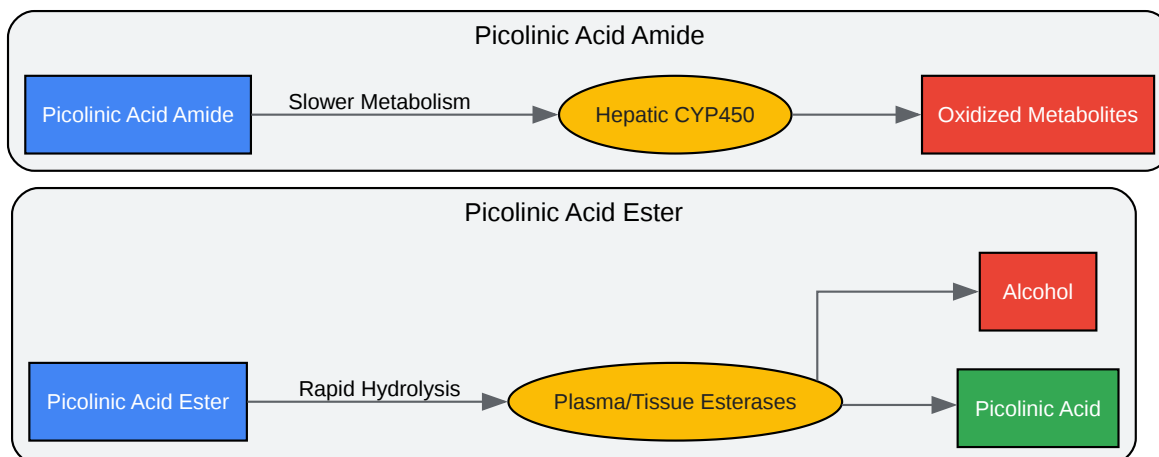 Picolinic Acid Amide
Picolinic Acid Amide
Slower Metabolism
Hepatic CYP450
Oxidized Metabolites
Picolinic Acid Ester
Alcohol
Picolinic Acid Ester
Rapid Hydrolysis
Plasma/Tissue Esterases
Picolinic Acid